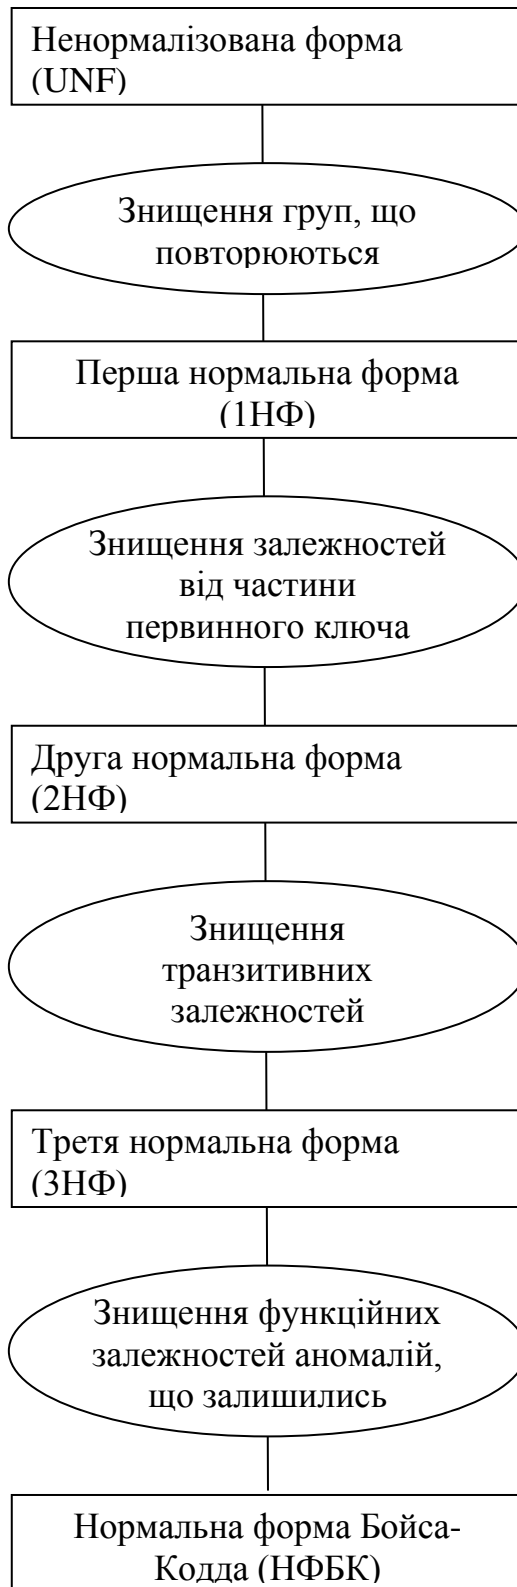 Ненормалізована форма
(UNF)
Знищення груп, що
повторюються
Перша нормальна форма
(1НФ)
Знищення залежностей
від частини
первинного ключа
Друга нормальна форма
(2НФ)
Знищення
транзитивних
залежностей
Третя нормальна форма
(3НФ)
Знищення функційних
залежностей аномалій,
що залишились
Нормальна форма Бойса-
Кодда (НФБК)